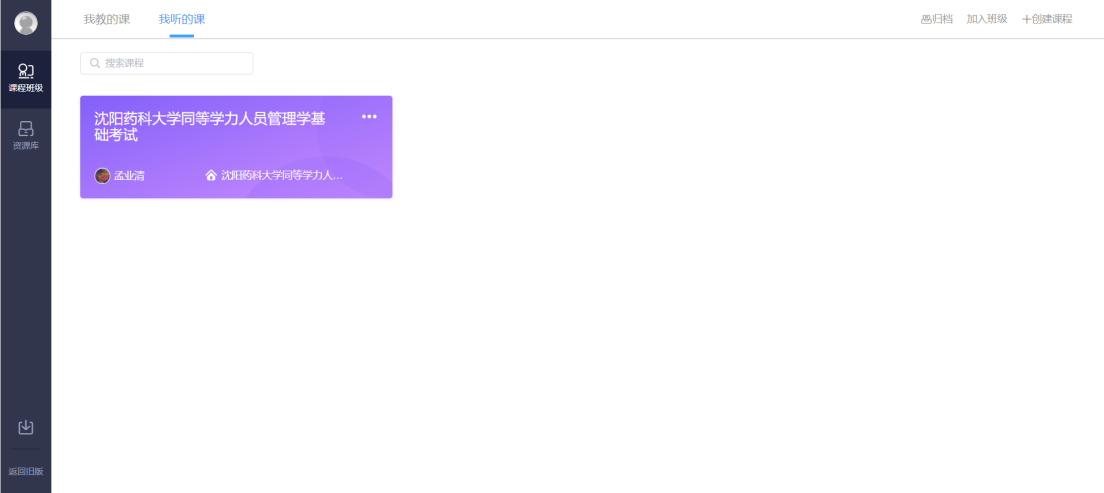 我教的课
我听的课
归档
加入班级
+创建课程
课程班级
资源库
返回旧版
搜索课程
沈阳药科大学同等学力人员管理学基
础考试
孟业清
沈阳药科大学同等学力人...